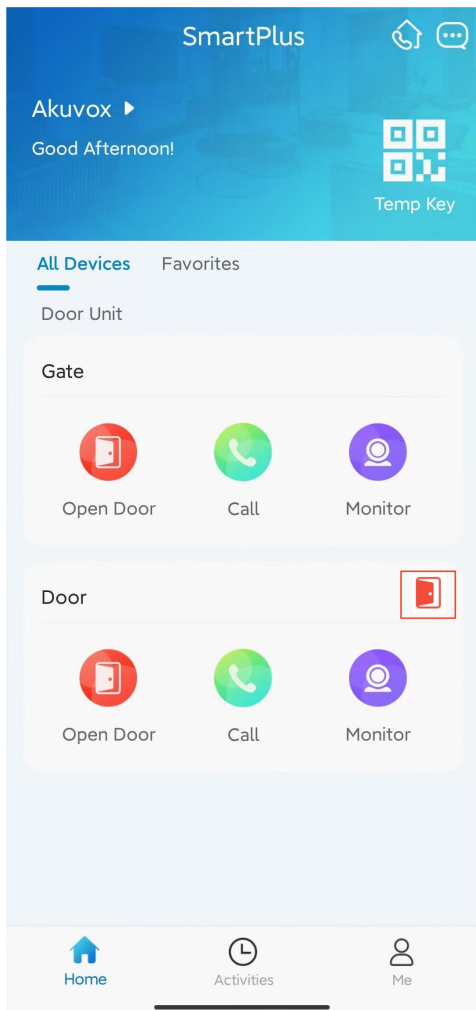 SmartPlus
Akuvox
Good Afternoon!
Temp Key
All Devices Favorites
Door Unit
Gate
Open Door Call Monitor
Door
Open Door Call Monitor
Home Activities Me